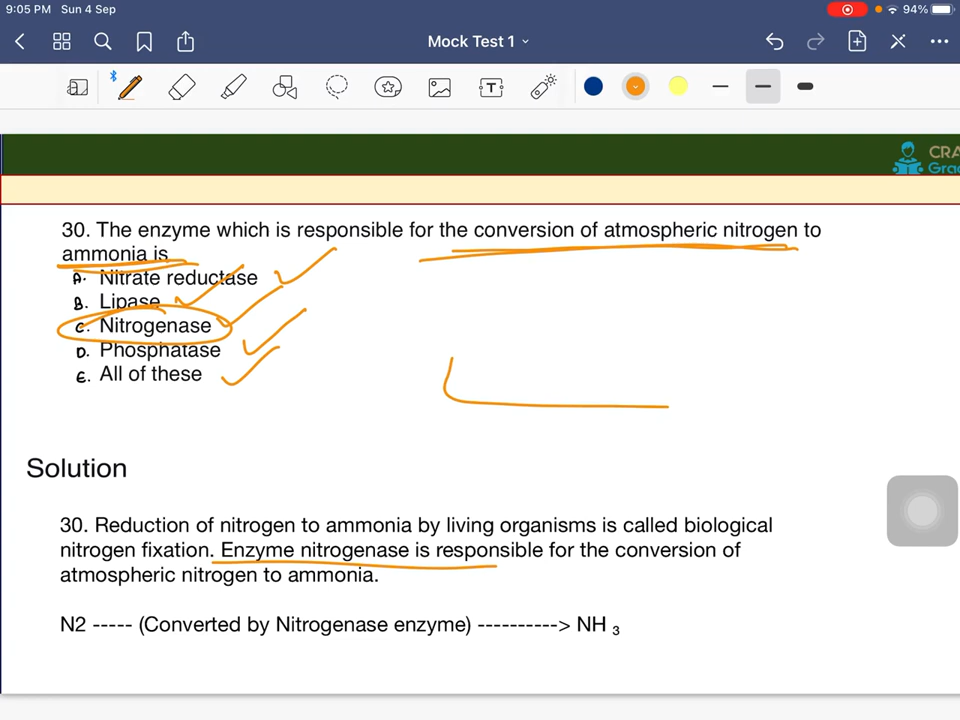 9:05 PM Sun 4 Sep
94%
Mock Test 1
T
CRA
Grac
30. The enzyme which is responsible for the conversion of atmospheric nitrogen to
ammonia is
A. Nitrate reductase
B. Lipase
C. Nitrogenase
D. Phosphatase
E. All of these
Solution
30. Reduction of nitrogen to ammonia by living organisms is called biological
nitrogen fixation. Enzyme nitrogenase is responsible for the conversion of
atmospheric nitrogen to ammonia.
N2 ----- (Converted by Nitrogenase enzyme) ----------> NH 3